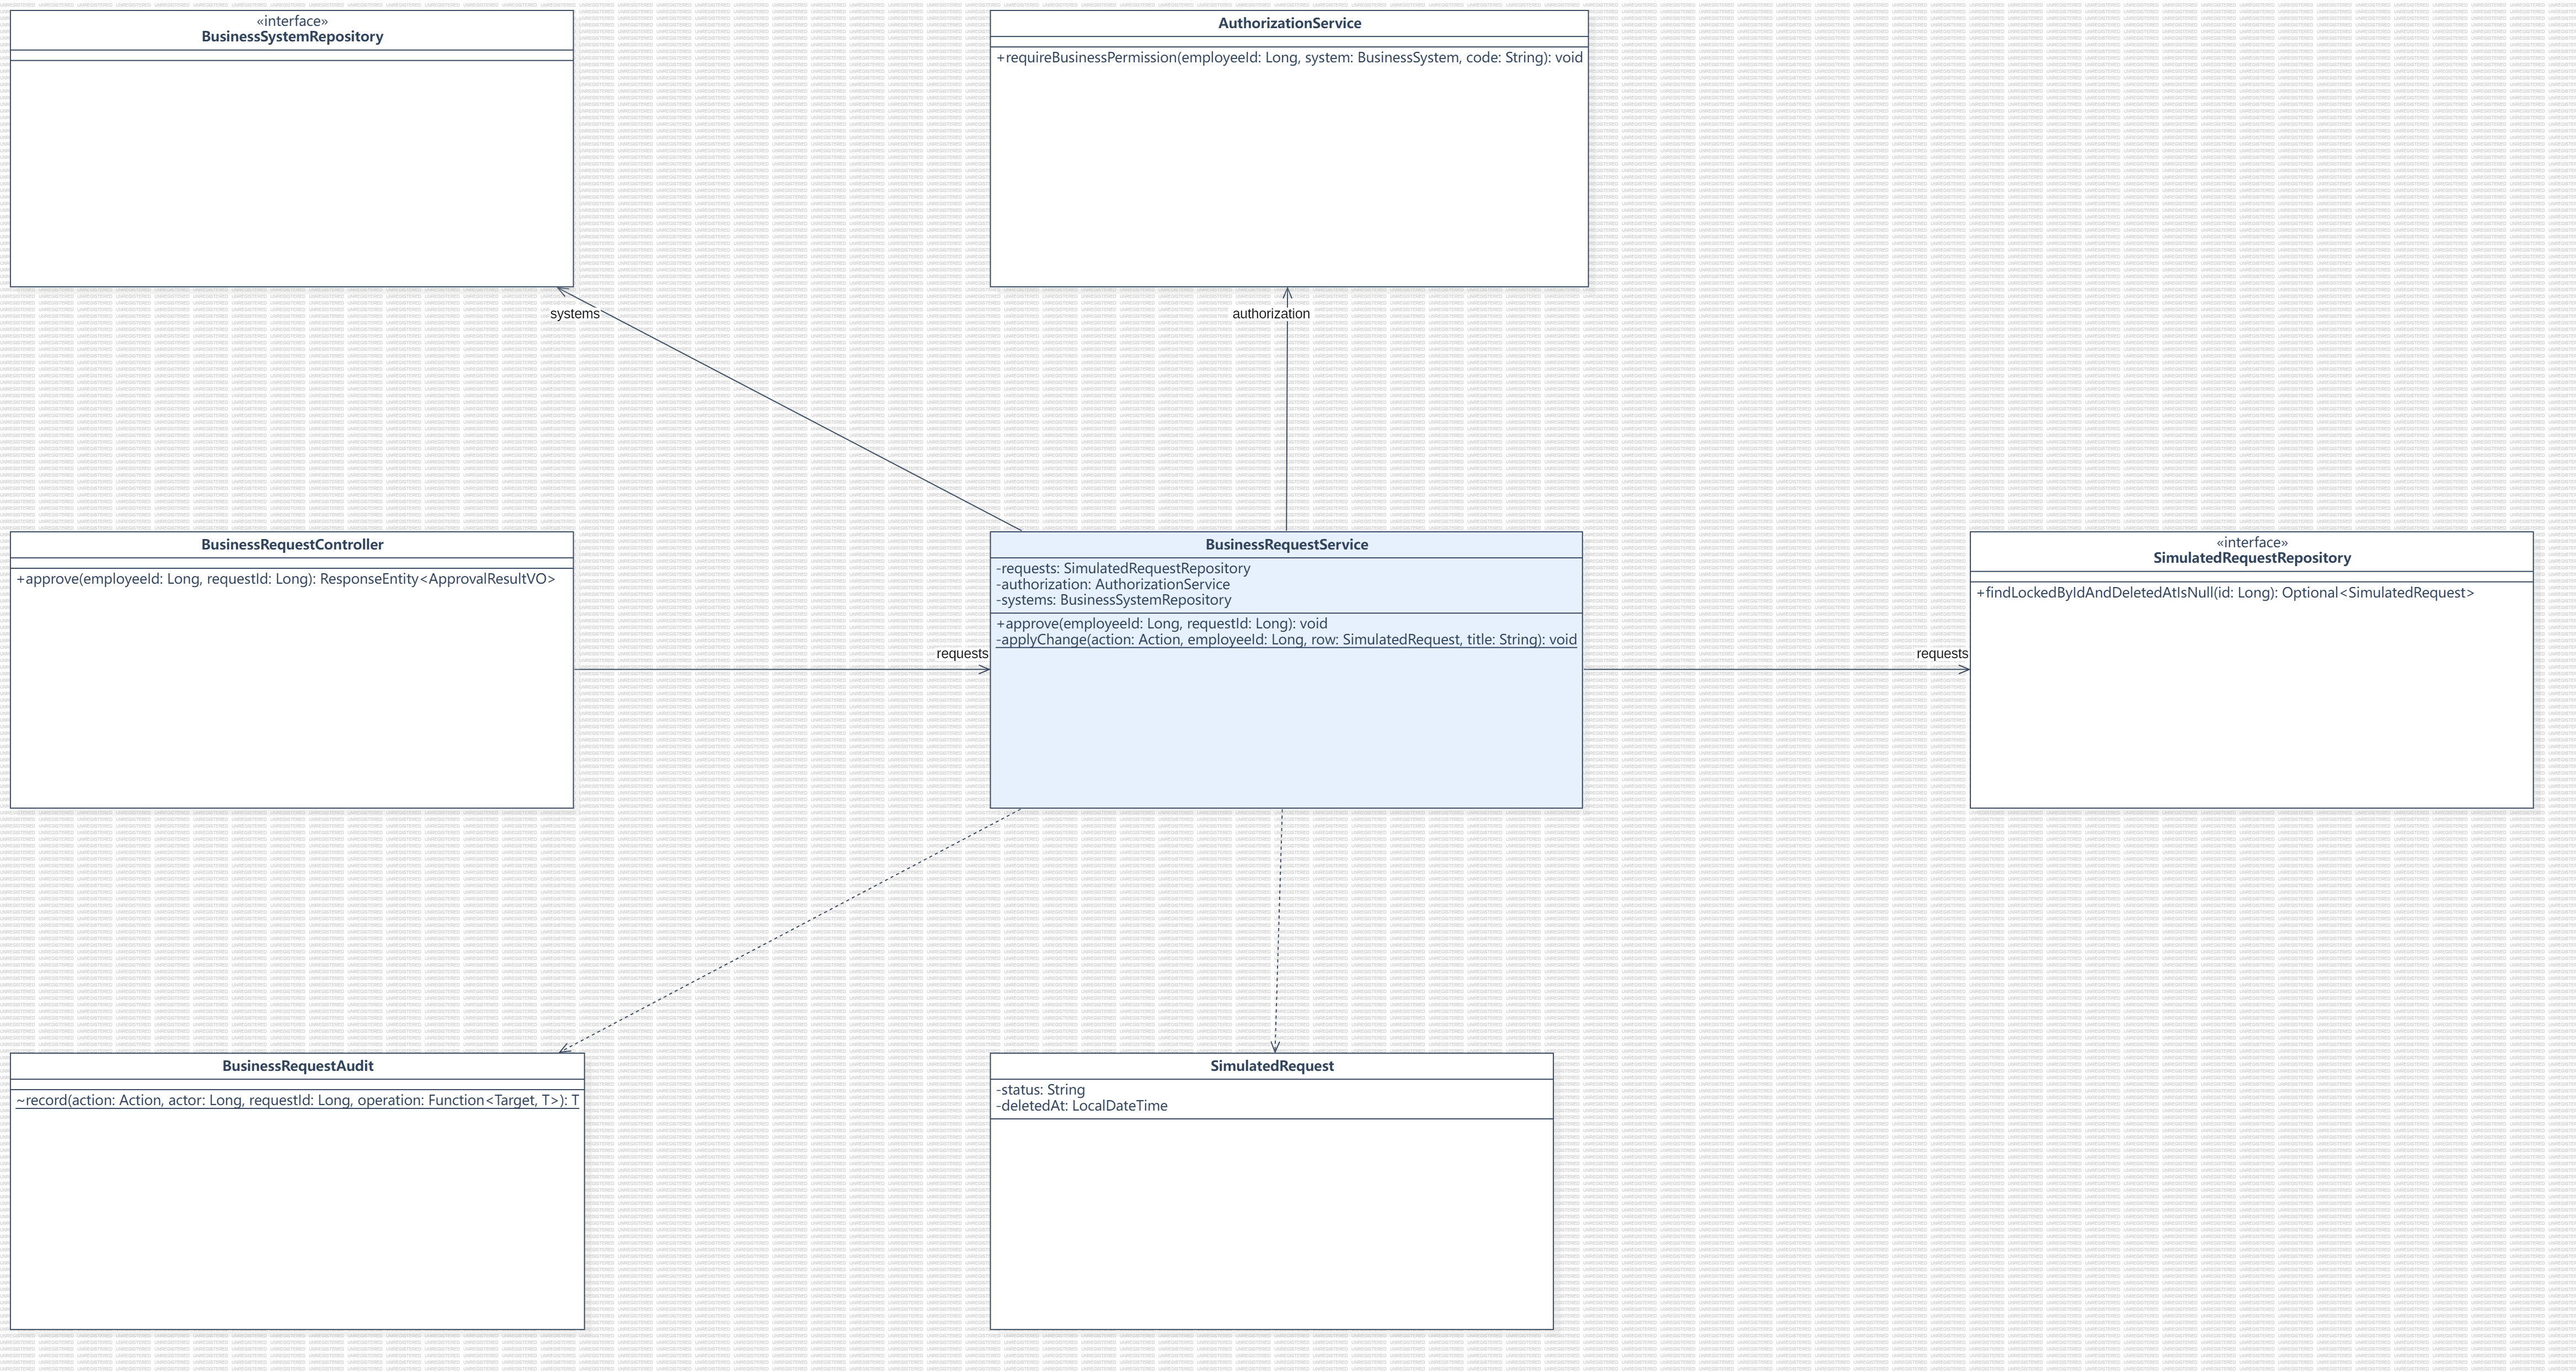 «interface»
BusinessSystemRepository
AuthorizationService
+requireBusinessPermission(employeeId: Long, system: BusinessSystem, code: String): void
systems
authorization
BusinessRequestController
+approve(employeeId: Long, requestId: Long): ResponseEntity<ApprovalResultVO>
requests
BusinessRequestService
-requests: SimulatedRequestRepository
-authorization: AuthorizationService
-systems: BusinessSystemRepository
+approve(employeeId: Long, requestId: Long): void
-applyChange(action: Action, employeeId: Long, row: SimulatedRequest, title: String): void
requests
«interface»
SimulatedRequestRepository
+findLockedByIdAndDeletedAtIsNull(id: Long): Optional<SimulatedRequest>
BusinessRequestAudit
~record(action: Action, actor: Long, requestId: Long, operation: Function<Target, T>): T
SimulatedRequest
-status: String
-deletedAt: LocalDateTime
UNREGISTERED